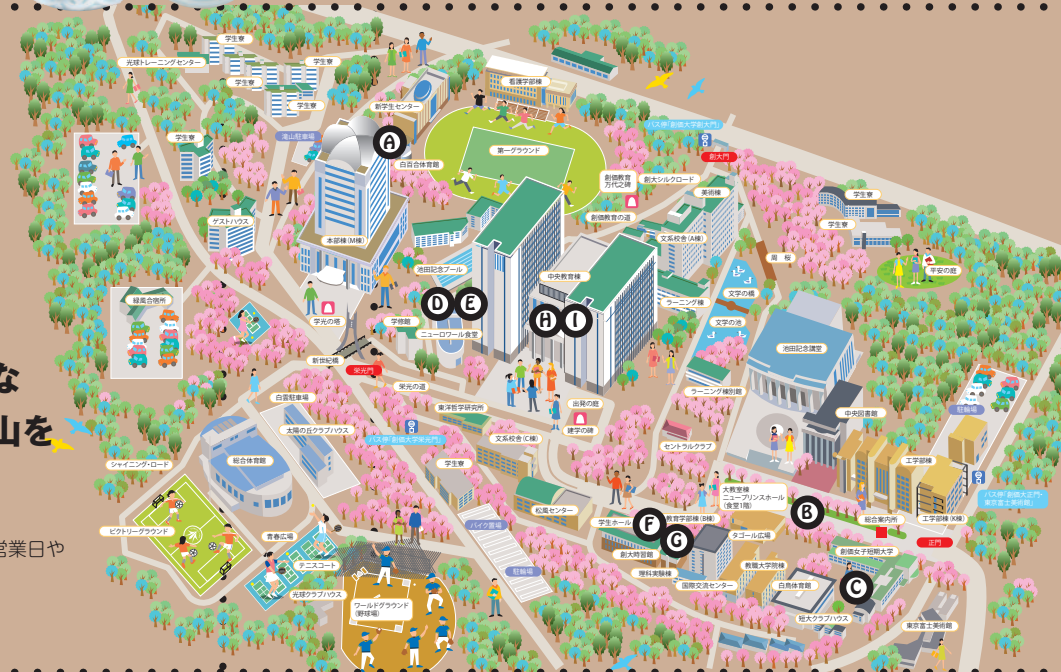 学生寮
光球トレーニングセンター
学生寮
学生寮
学生寮
看護学部棟
新学生センター
滝山駐車場
学生寮
A
白百合体育館
第一グラウンド
バス停「創価大学創大門」
創大門
創価教育
万代之碑
創大シルクロード
美術棟
学生寮
学生寮
ゲストハウス
創価教育の道
本部棟(M棟)
文系校舎(A棟)
周 桜
平安の庭
池田記念プール
中央教育棟
文学の橋
緑風合宿所
D
E
ラーニング棟
学光の塔
学修館
H
I
文学の池
ニューロワール食堂
池田記念講堂
新世紀橋
栄光門
栄光の道
な
山を
白雲駐車場
ラーニング棟別館
東洋哲学研究所
出発の庭
中央図書館
駐輪場
太陽の丘クラブハウス
建学の碑
バス停「創価大学栄光門」
文系校舎(C棟)
セントラルクラブ
シャイニング・ロード
総合体育館
学生寮
工学部棟
大教室棟
ニュープリンスホール
(食堂1階)
バス停「創価大正門・
東京富士美術館」
松風センター
B
バイク置場
学生ホール
F
教育学部棟(B棟)
総合案内所
工学部棟(K棟)
ビクトリーグラウンド
青春広場
G
タゴール広場
正門
営業日や
創大時習館
創価女子短期大学
テニスコート
理科実験棟
教職大学院棟
駐輪場
国際交流センター
白鳥体育館
C
光球クラブハウス
ワールドグラウンド
(野球場)
短大クラブハウス
東京富士美術館